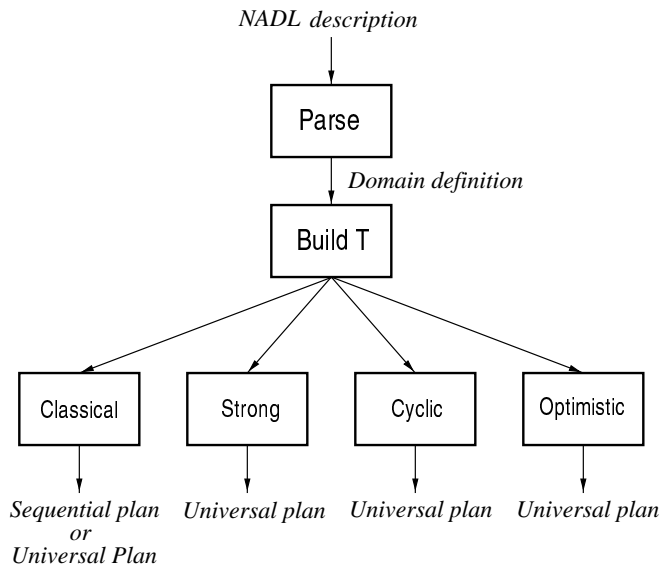 NADL description
Parse
Domain definition
Build T
Classical
Strong
Cyclic
Optimistic
Sequential plan
or
Universal Plan
Universal plan
Universal plan
Universal plan